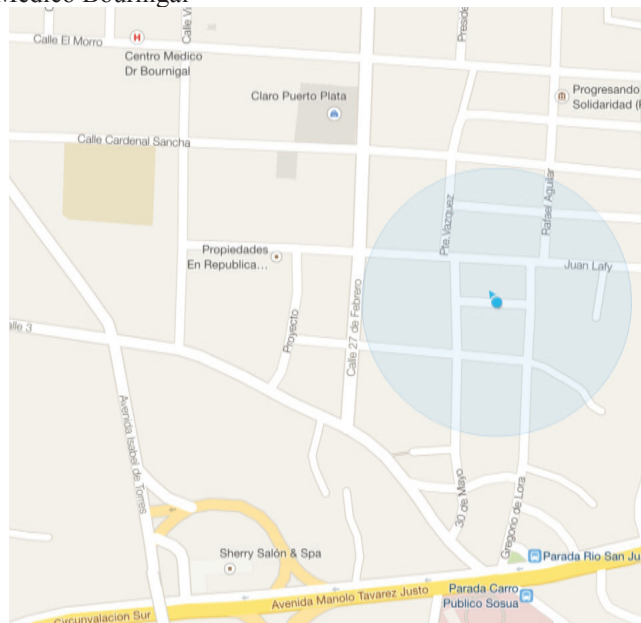 Calle El Morro
Centro Medico
Dr Bournigal
Claro Puerto Plata
Progresando
Solidaridad
Calle Cardenal Sancha
Pte. Vazquez
Rafael Aguilar
Propiedades
En Republica...
Juan Lafy
Calle 27 de Febrero
Proyecto
Avenida Isabel de Torres
30 de Mayo
Gregorio de Lora
Sherry Salón & Spa
Parada Rio San Ju
Avenida Manolo Tavarez Justo
Parada Carro
Publico Sosua
Circunvalacion Sur